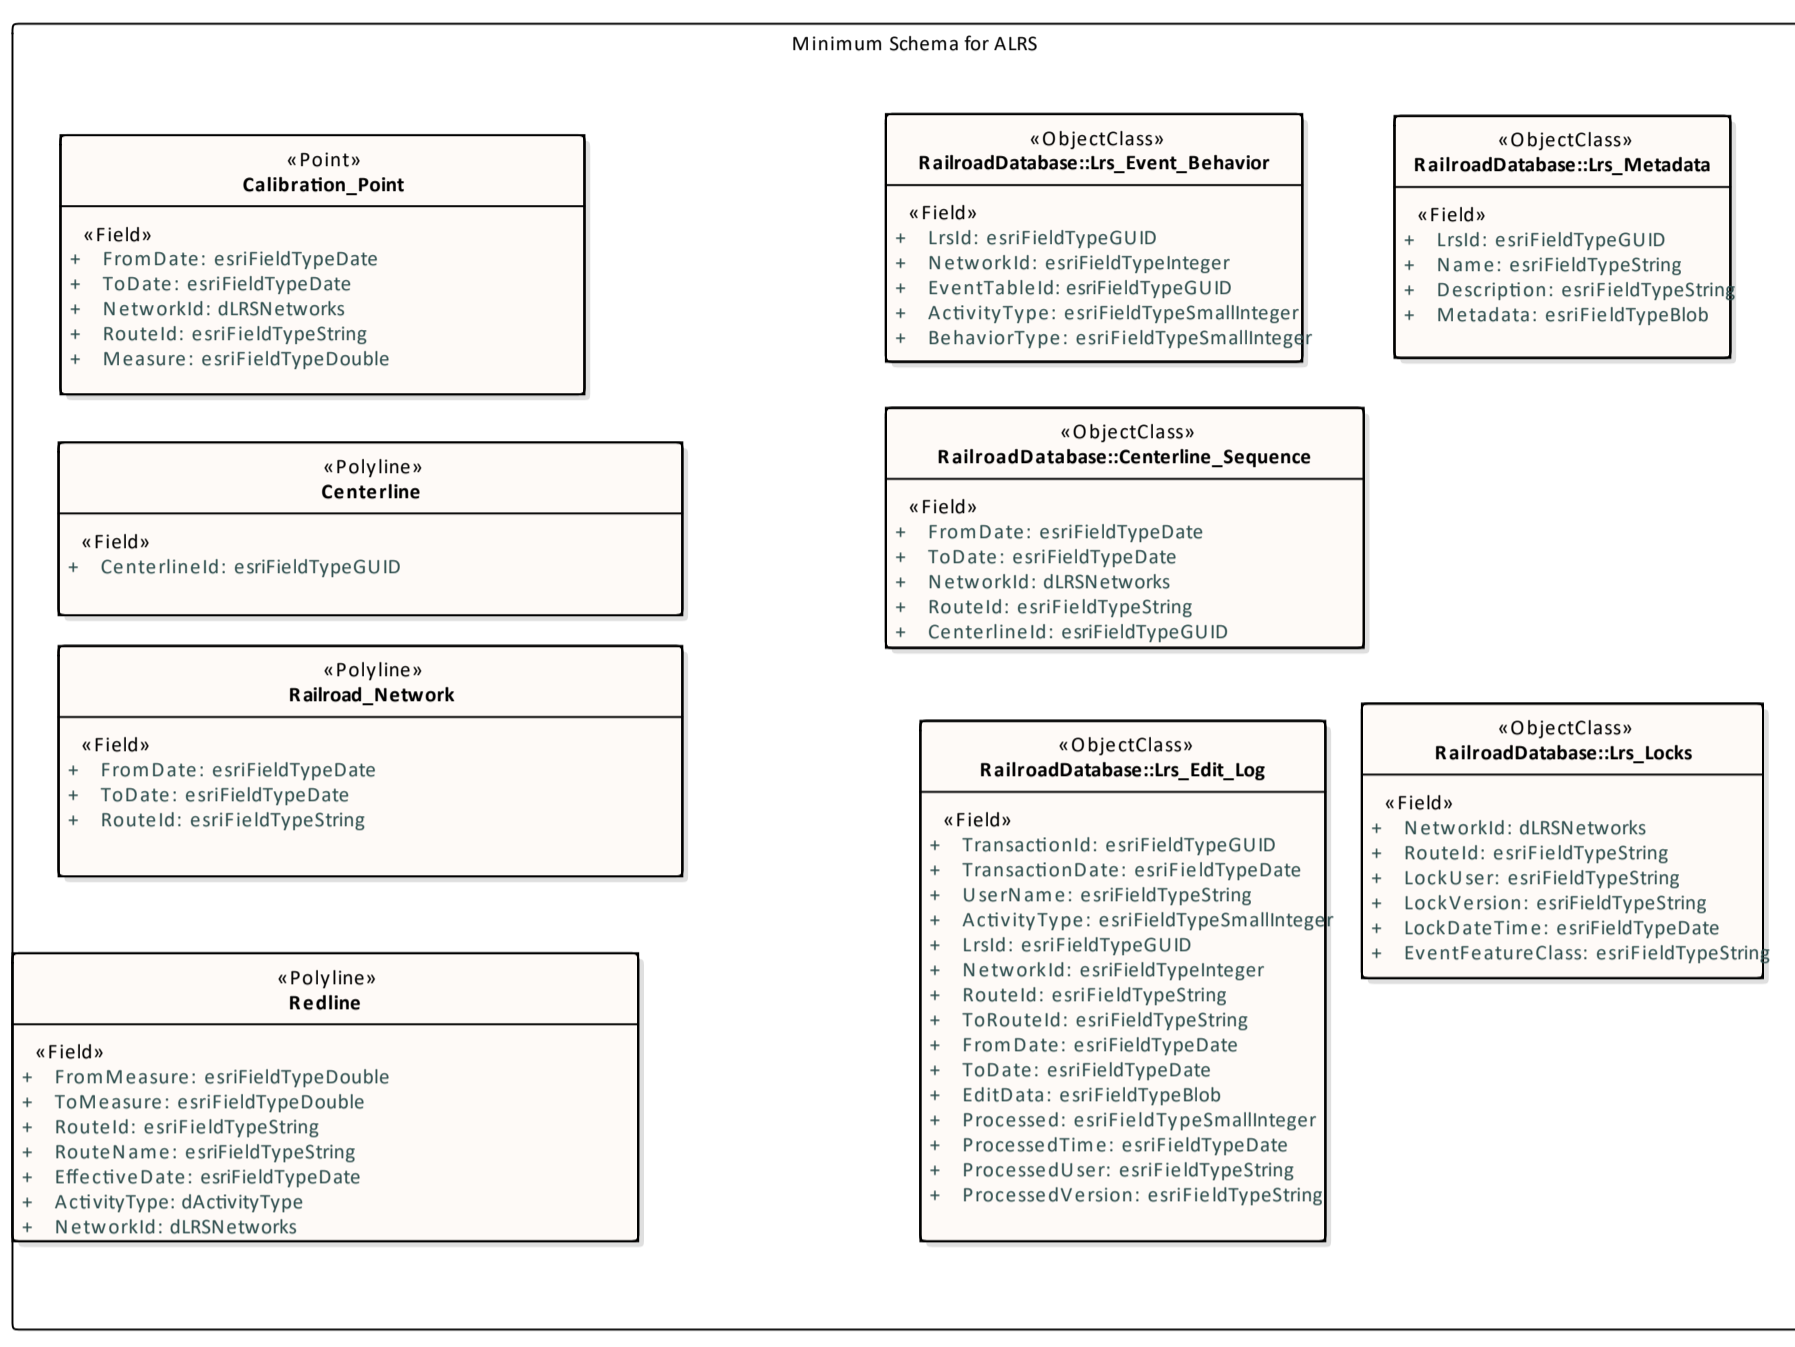 Minimum Schema for ALRS
«Point»
Calibration_Point
«Field»
+ FromDate: esriFieldTypeDate
+ ToDate: esriFieldTypeDate
+ NetworkId: dLRSNetworks
+ RouteId: esriFieldTypeString
+ Measure: esriFieldTypeDouble
«Polyline»
Centerline
«Field»
+ CenterlineId: esriFieldTypeGUID
«Polyline»
Railroad_Network
«Field»
+ FromDate: esriFieldTypeDate
+ ToDate: esriFieldTypeDate
+ RouteId: esriFieldTypeString
«Polyline»
Redline
«Field»
+ FromMeasure: esriFieldTypeDouble
+ ToMeasure: esriFieldTypeDouble
+ RouteId: esriFieldTypeString
+ RouteName: esriFieldTypeString
+ EffectiveDate: esriFieldTypeDate
+ ActivityType: dActivityType
+ NetworkId: dLRSNetworks
«ObjectClass»
RailroadDatabase::Lrs_Event_Behavior
«Field»
+ LrsId: esriFieldTypeGUID
+ NetworkId: esriFieldTypeInteger
+ EventTableId: esriFieldTypeGUID
+ ActivityType: esriFieldTypeSmallInteger
+ BehaviorType: esriFieldTypeSmallInteger
«ObjectClass»
RailroadDatabase::Lrs_Metadata
«Field»
+ LrsId: esriFieldTypeGUID
+ Name: esriFieldTypeString
+ Description: esriFieldTypeString
+ Metadata: esriFieldTypeBlob
«ObjectClass»
RailroadDatabase::Centerline_Sequence
«Field»
+ FromDate: esriFieldTypeDate
+ ToDate: esriFieldTypeDate
+ NetworkId: dLRSNetworks
+ RouteId: esriFieldTypeString
+ CenterlineId: esriFieldTypeGUID
«ObjectClass»
RailroadDatabase::Lrs_Edit_Log
«Field»
+ TransactionId: esriFieldTypeGUID
+ TransactionDate: esriFieldTypeDate
+ UserName: esriFieldTypeString
+ ActivityType: esriFieldTypeSmallInteger
+ LrsId: esriFieldTypeGUID
+ NetworkId: esriFieldTypeInteger
+ RouteId: esriFieldTypeString
+ ToRouteId: esriFieldTypeString
+ FromDate: esriFieldTypeDate
+ ToDate: esriFieldTypeDate
+ EditData: esriFieldTypeBlob
+ Processed: esriFieldTypeSmallInteger
+ ProcessedTime: esriFieldTypeDate
+ ProcessedUser: esriFieldTypeString
+ ProcessedVersion: esriFieldTypeString
«ObjectClass»
RailroadDatabase::Lrs_Locks
«Field»
+ NetworkId: dLRSNetworks
+ RouteId: esriFieldTypeString
+ LockUser: esriFieldTypeString
+ LockVersion: esriFieldTypeString
+ LockDateTime: esriFieldTypeDate
+ EventFeatureClass: esriFieldTypeString